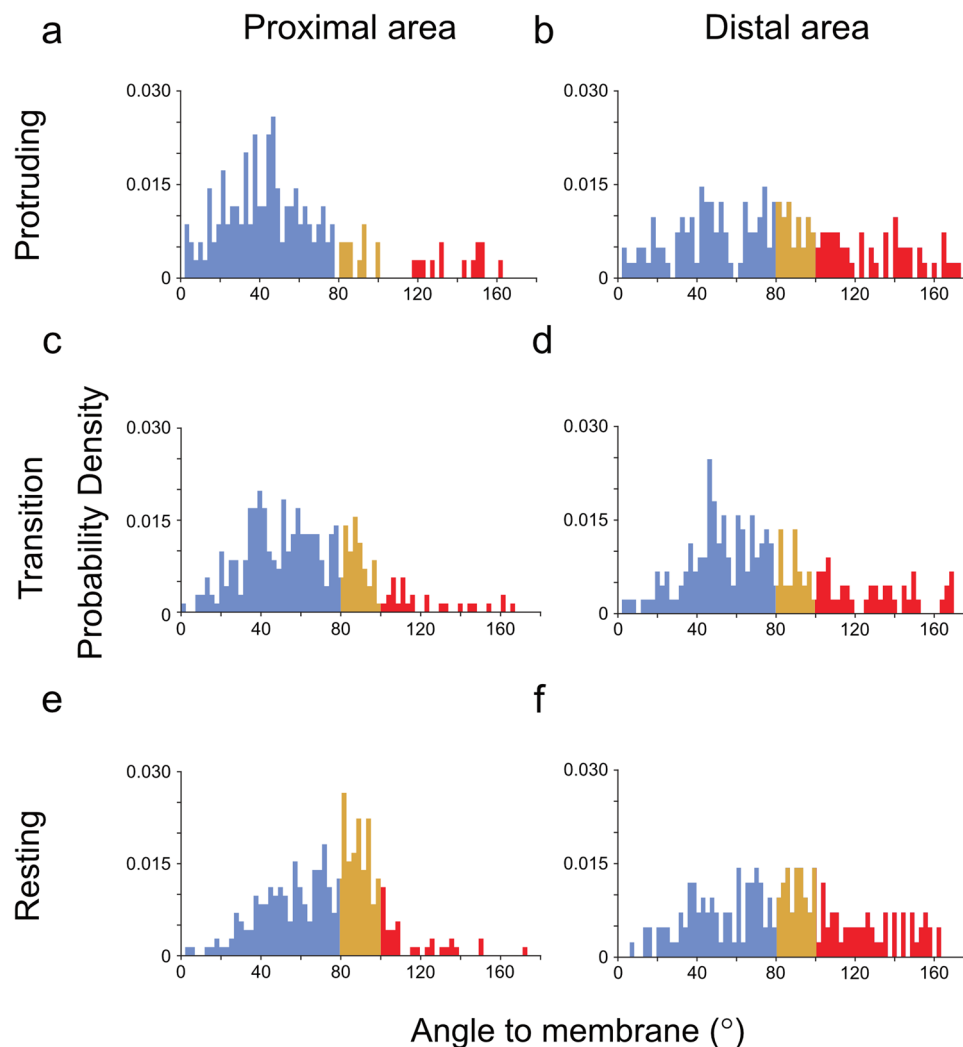 a Proximal area b Distal area
Protruding
0.030 0.030
0.015 0.015
0 0
0 40 80 120 160 0 40 80 120 160
c d
Transition
Probability Density
0.030 0.030
0.015 0.015
0 0
0 40 80 120 160 0 40 80 120 160
e f
Resting
0.030 0.030
0.015 0.015
0 0
0 40 80 120 160 0 40 80 120 160
Angle to membrane (°)